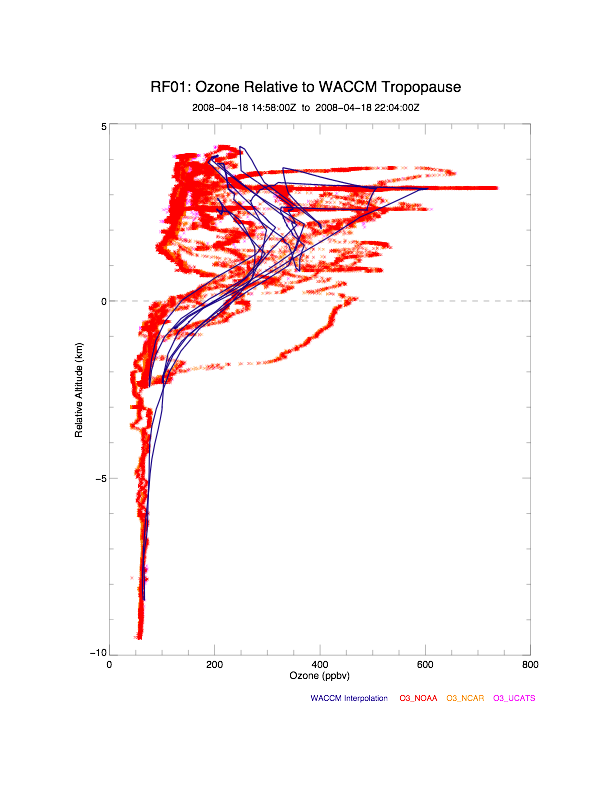 RF01: Ozone Relative to WACCM Tropopause
2008-04-18 14:58:00Z to 2008-04-18 22:04:00Z
5
0
-5
-10
Relative Altitude (km)
0 200 400 600 800
Ozone (ppbv)
WACCM Interpolation O3_NOAA O3_NCAR O3_UCATS